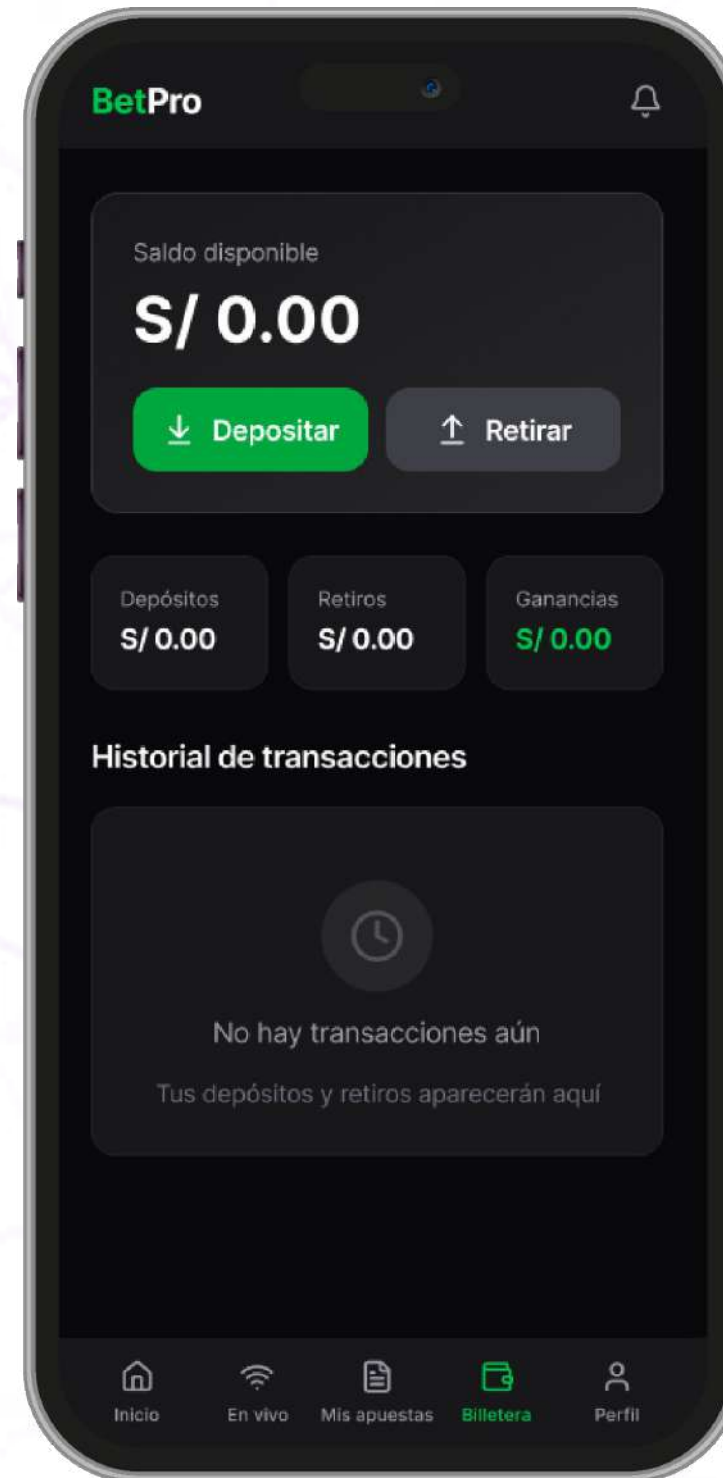 BetPro
Saldo disponible
S/ 0.00
Depositar Retirar
Depósitos Retiros Ganancias
S/ 0.00 S/ 0.00 S/ 0.00
Historial de transacciones
No hay transacciones aún
Tus depósitos y retiros aparecerán aquí
Inicio En vivo Mis apuestas Billetera Perfil